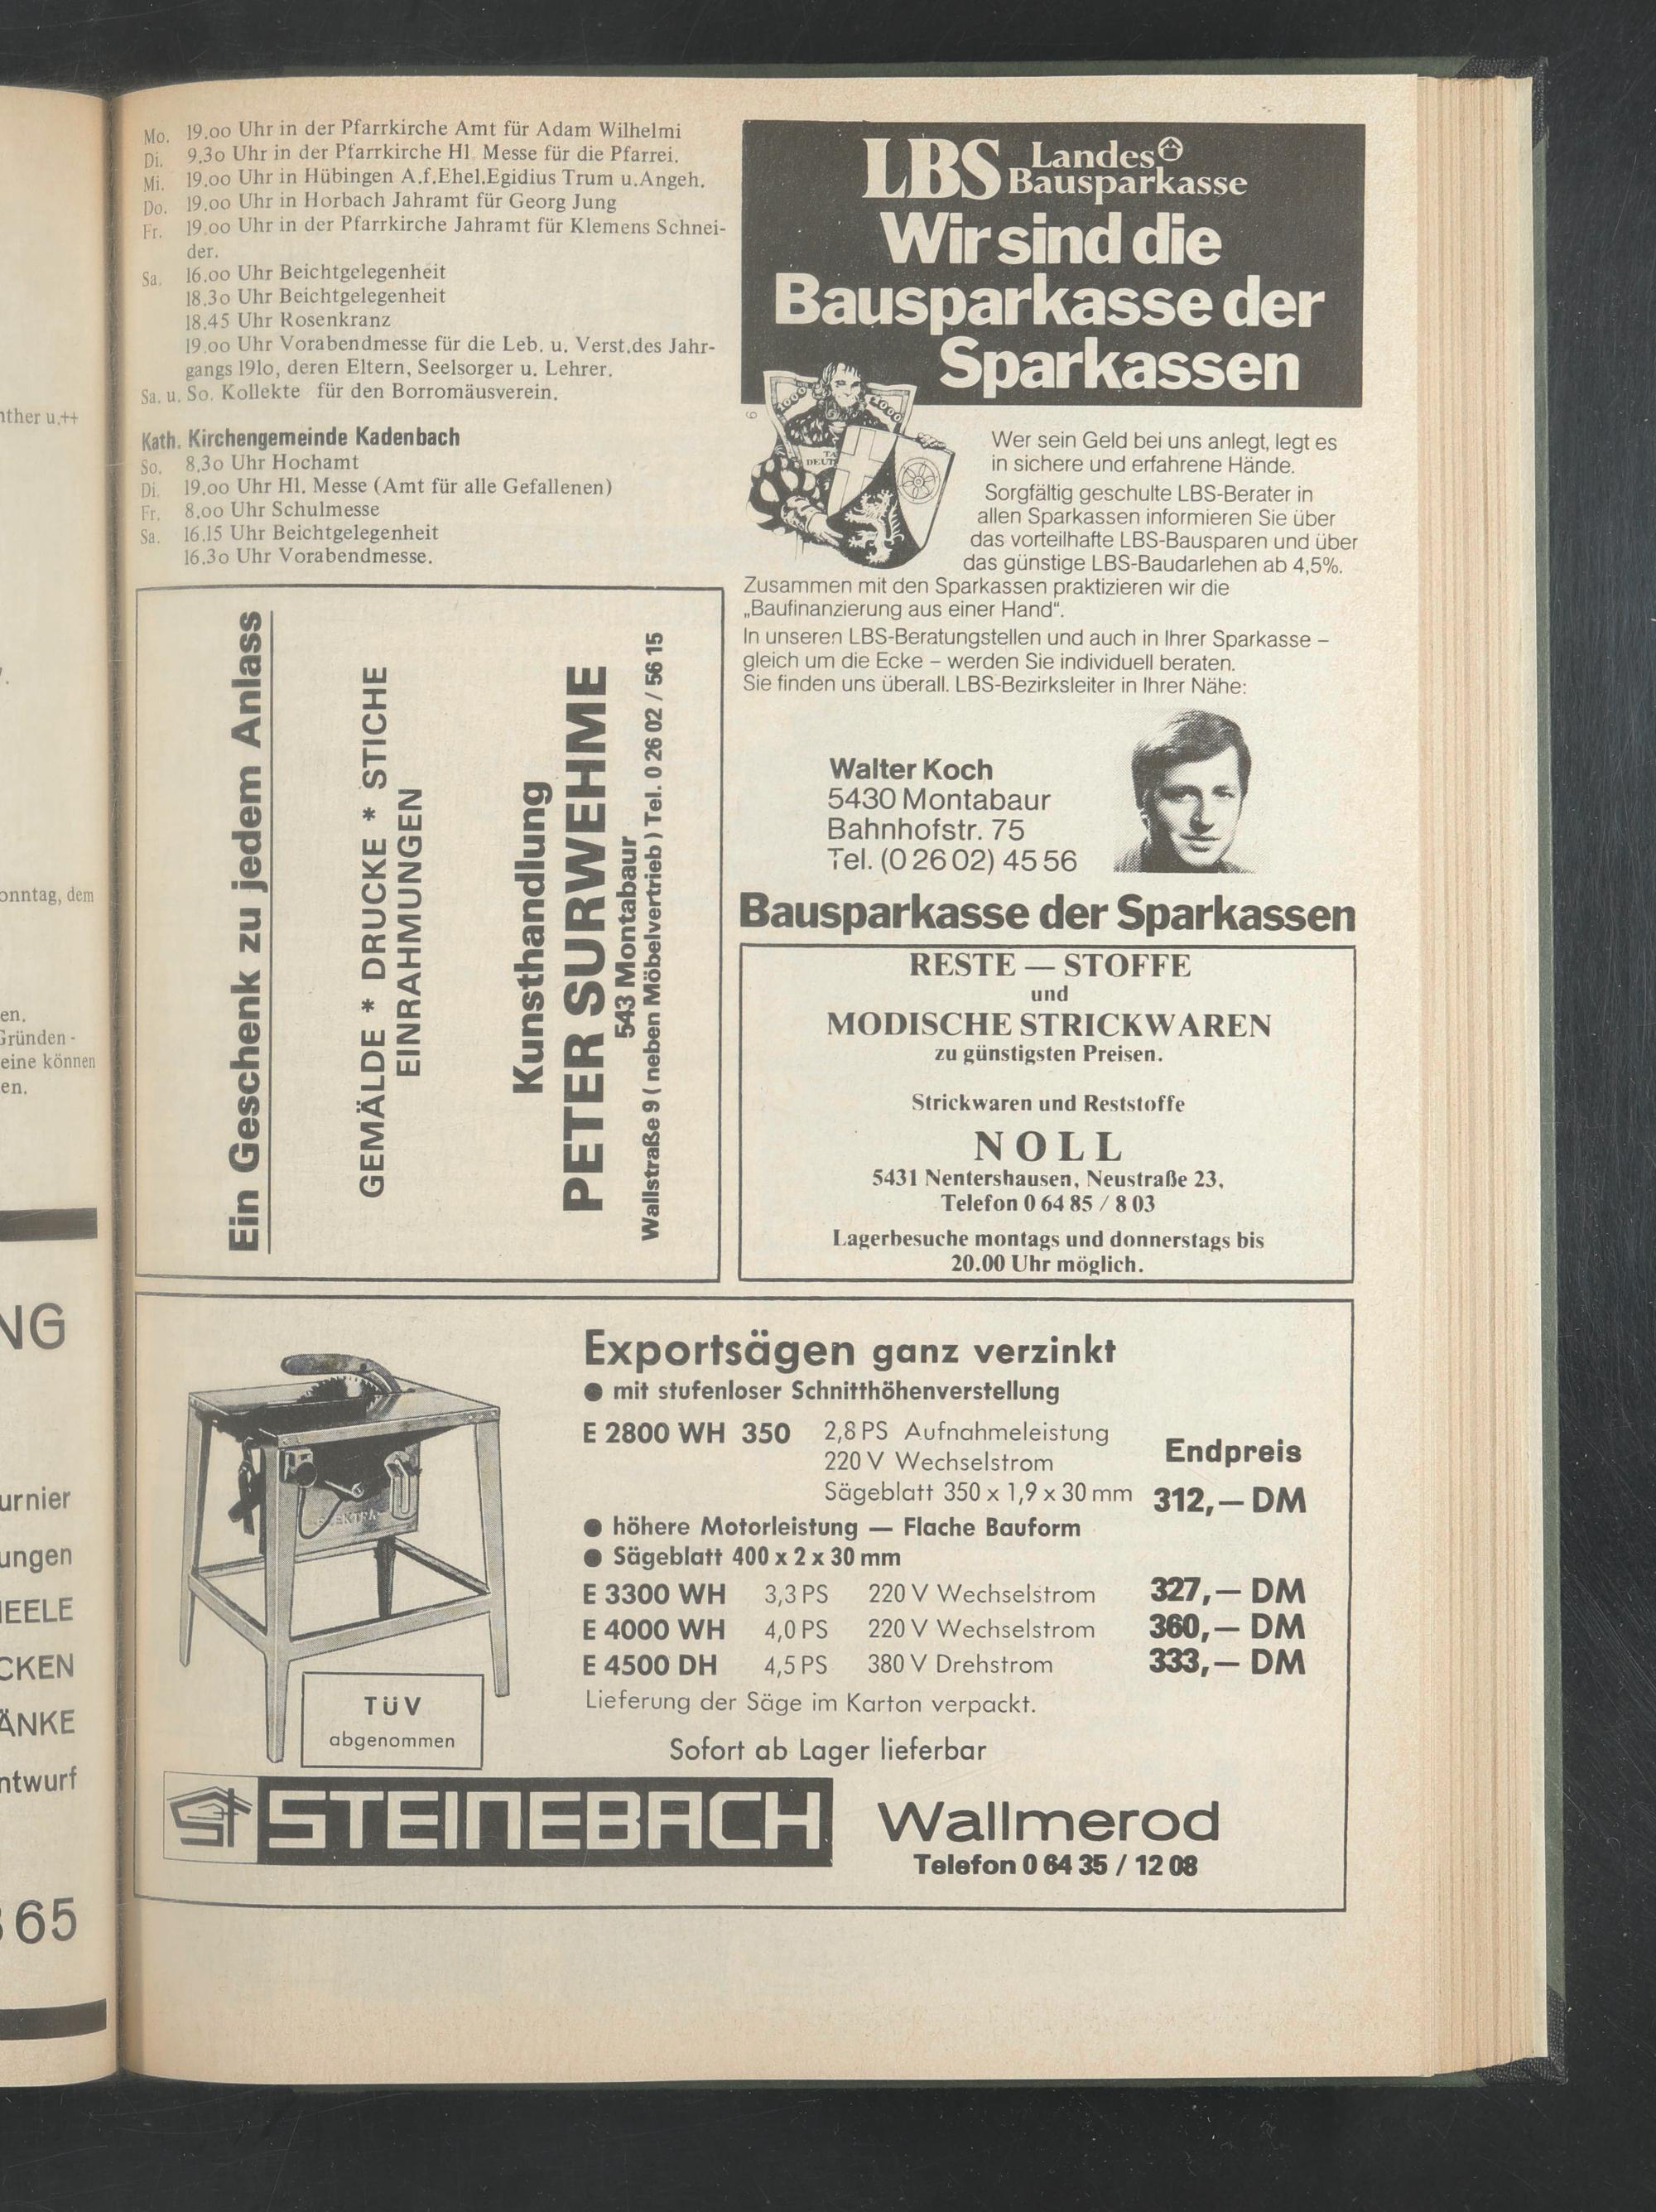 nther u.++
onntag, dem
en.
Gründen -
eine können
en.
NG
urnier
ungen
EELE
CKEN
ÄNKE
ntwurf
365
Mo. 19.oo Uhr in der Pfarrkirche Amt für Adam Wilhelmi
Di. 9.3o Uhr in der Pfarrkirche Hl. Messe für die Pfarrei.
Mi. 19.oo Uhr in Hübingen A.f.Ehel.Egidius Trum u.Angeh.
Do. 19.oo Uhr in Horbach Jahramt für Georg Jung
Fr. 19.oo Uhr in der Pfarrkirche Jahramt für Klemens Schnei-
der.
Sa. 16.oo Uhr Beichtgelegenheit
18.3o Uhr Beichtgelegenheit
18.45 Uhr Rosenkranz
19.oo Uhr Vorabendmesse für die Leb. u. Verst.des Jahr-
gangs 191o, deren Eltern, Seelsorger u. Lehrer.
Sa. u. So. Kollekte für den Borromäusverein.
Kath. Kirchengemeinde Kadenbach
So. 8.3o Uhr Hochamt
Di. 19.oo Uhr Hl. Messe (Amt für alle Gefallenen)
Fr. 8.oo Uhr Schulmesse
Sa. 16.15 Uhr Beichtgelegenheit
16.3o Uhr Vorabendmesse.
Ein Geschenk zu jedem Anlass
GEMÄLDE * DRUCKE * STICHE
EINRAHMUNGEN
Kunsthandlung
PETER SURWEHME
543 Montabaur
Wallstraße 9 ( neben Möbelvertrieb ) Tel. 0 26 02 / 56 15
LBS Landes
Bausparkasse
Wir sind die
Bausparkasse der
Sparkassen
Wer sein Geld bei uns anlegt, legt es
in sichere und erfahrene Hände.
Sorgfältig geschulte LBS-Berater in
allen Sparkassen informieren Sie über
das vorteilhafte LBS-Bausparen und über
das günstige LBS-Baudarlehen ab 4,5%.
Zusammen mit den Sparkassen praktizieren wir die
„Baufinanzierung aus einer Hand“.
In unseren LBS-Beratungstellen und auch in Ihrer Sparkasse –
gleich um die Ecke – werden Sie individuell beraten.
Sie finden uns überall. LBS-Bezirksleiter in Ihrer Nähe:
Walter Koch
5430 Montabaur
Bahnhofstr. 75
Tel. (0 26 02) 45 56
Bausparkasse der Sparkassen
RESTE — STOFFE
und
MODISCHE STRICKWAREN
zu günstigsten Preisen.
Strickwaren und Reststoffe
NOLL
5431 Nentershausen, Neustraße 23,
Telefon 0 64 85 / 8 03
Lagerbesuche montags und donnerstags bis
20.00 Uhr möglich.
Exportsägen ganz verzinkt
● mit stufenloser Schnitthöhenverstellung
E 2800 WH 350 2,8 PS Aufnahmeleistung
220 V Wechselstrom
Endpreis
Sägeblatt 350 x 1,9 x 30 mm 312,— DM
● höhere Motorleistung — Flache Bauform
● Sägeblatt 400 x 2 x 30 mm
E 3300 WH 3,3 PS 220 V Wechselstrom 327,— DM
E 4000 WH 4,0 PS 220 V Wechselstrom 360,— DM
E 4500 DH 4,5 PS 380 V Drehstrom 333,— DM
Lieferung der Säge im Karton verpackt.
Sofort ab Lager lieferbar
TÜV
abgenommen
STEINEBACH Wallmerod
Telefon 0 64 35 / 12 08